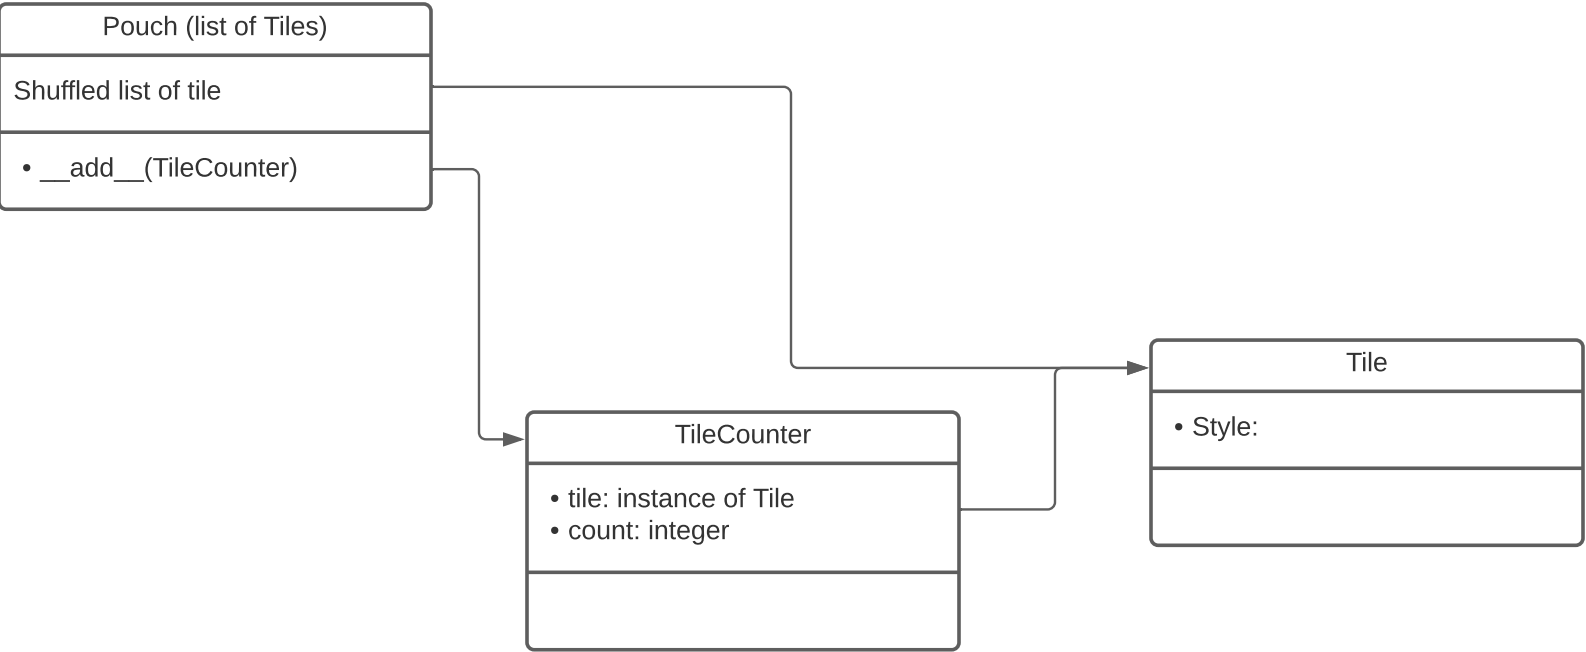 Pouch (list of Tiles)
Shuffled list of tile
• __add__(TileCounter)
TileCounter
• tile: instance of Tile
• count: integer
Tile
• Style: